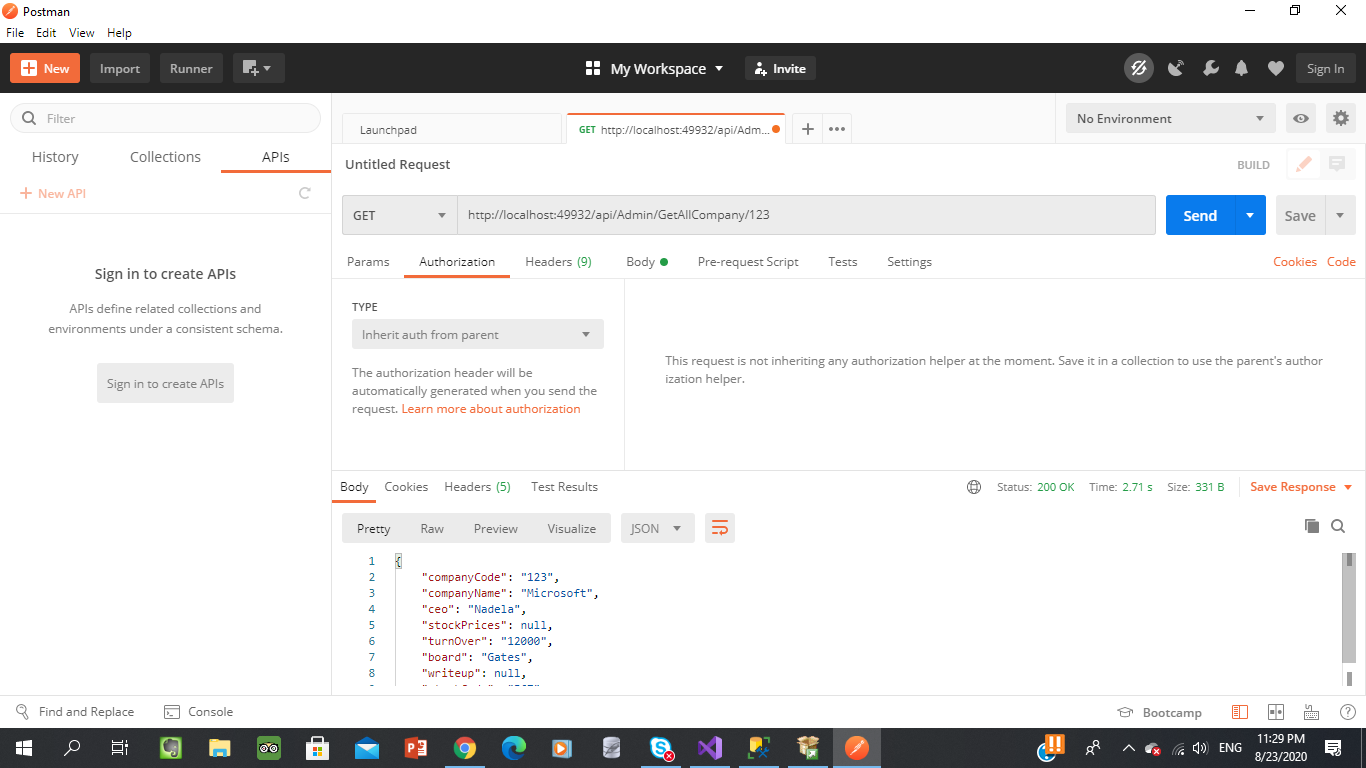 Postman
File Edit View Help
New Import Runner My Workspace Invite Sign In
Filter
History Collections APIs
New API
Sign in to create APIs
APIs define related collections and
environments under a consistent schema.
Sign in to create APIs
Launchpad GET http://localhost:49932/api/Adm... No Environment
Untitled Request BUILD
GET http://localhost:49932/api/Admin/GetAllCompany/123 Send Save
Params Authorization Headers (9) Body Pre-request Script Tests Settings Cookies Code
TYPE
Inherit auth from parent
The authorization header will be
automatically generated when you send the
request. Learn more about authorization
This request is not inheriting any authorization helper at the moment. Save it in a collection to use the parent's author
ization helper.
Body Cookies Headers (5) Test Results Status: 200 OK Time: 2.71 s Size: 331 B Save Response
Pretty Raw Preview Visualize JSON
1 {
2 "companyCode": "123",
3 "companyName": "Microsoft",
4 "ceo": "Nadela",
5 "stockPrices": null,
6 "turnOver": "12000",
7 "board": "Gates",
8 "writeup": null,
Find and Replace Console Bootcamp
ENG 11:29 PM
8/23/2020